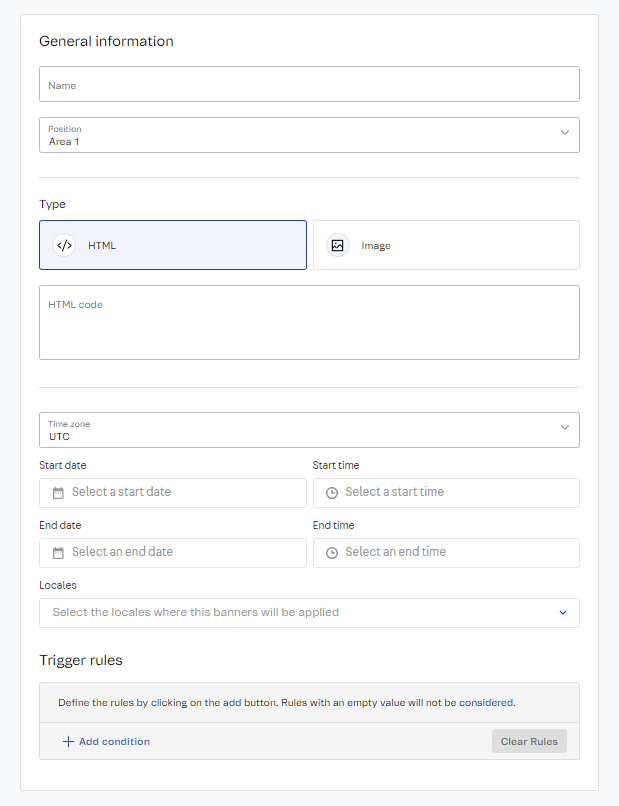 General information
Name
Position
Area 1
Type
HTML
Image
HTML code
Time zone
UTC
Start date
Start time
Select a start date
Select a start time
End date
End time
Select an end date
Select an end time
Locales
Select the locales where this banners will be applied
Trigger rules
Define the rules by clicking on the add button. Rules with an empty value will not be considered.
Add condition
Clear Rules